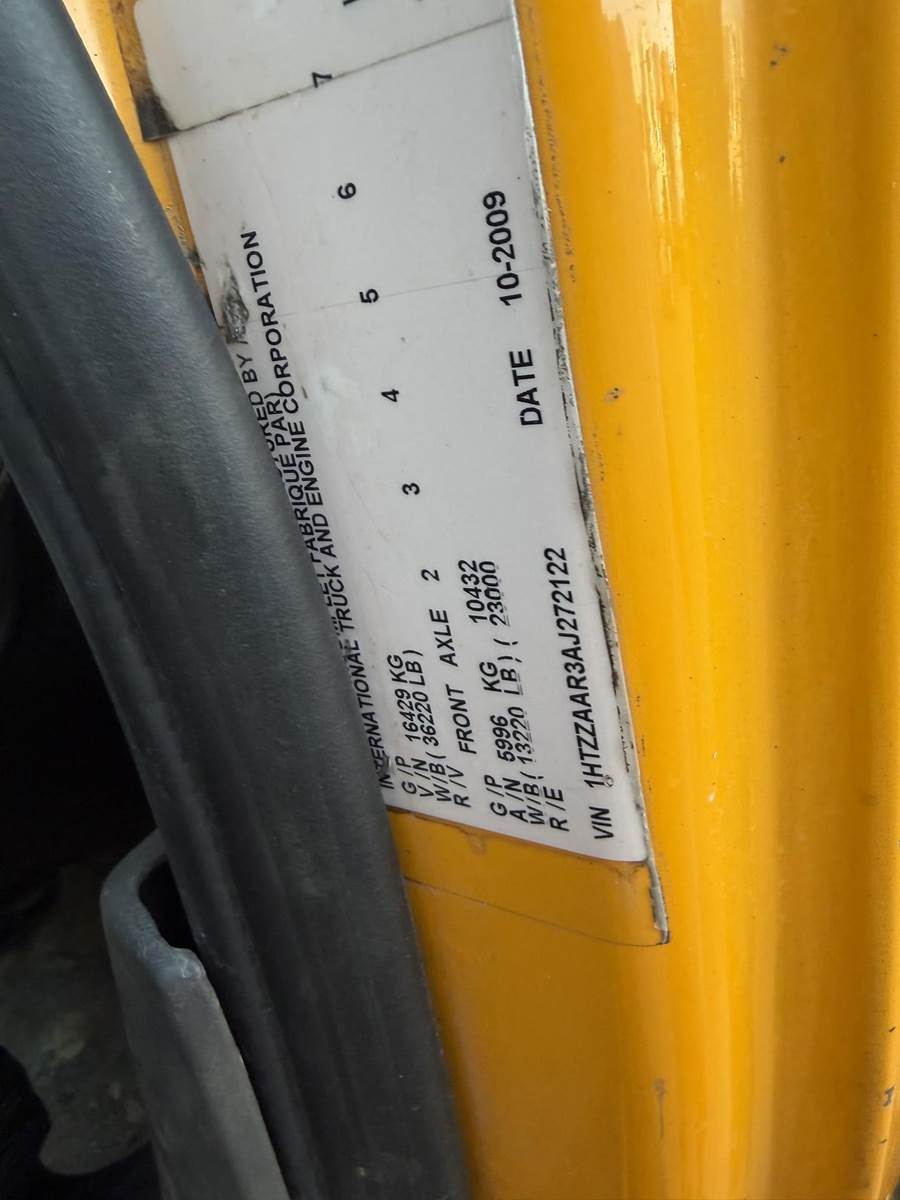 BY
FABRIQUE PAR)
INTERNATIONAL TRUCK AND ENGINE CORPORATION
G/P 16429 KG
V/N
W/B ( 36220 LB )
R/V FRONT AXLE 2 3 4 5 6 7
G/P 5996 KG 10432
A/N
W/B ( 13220 LB ) ( 23000
R/E DATE 10-2009
VIN 1HTZZAAR3AJ272122